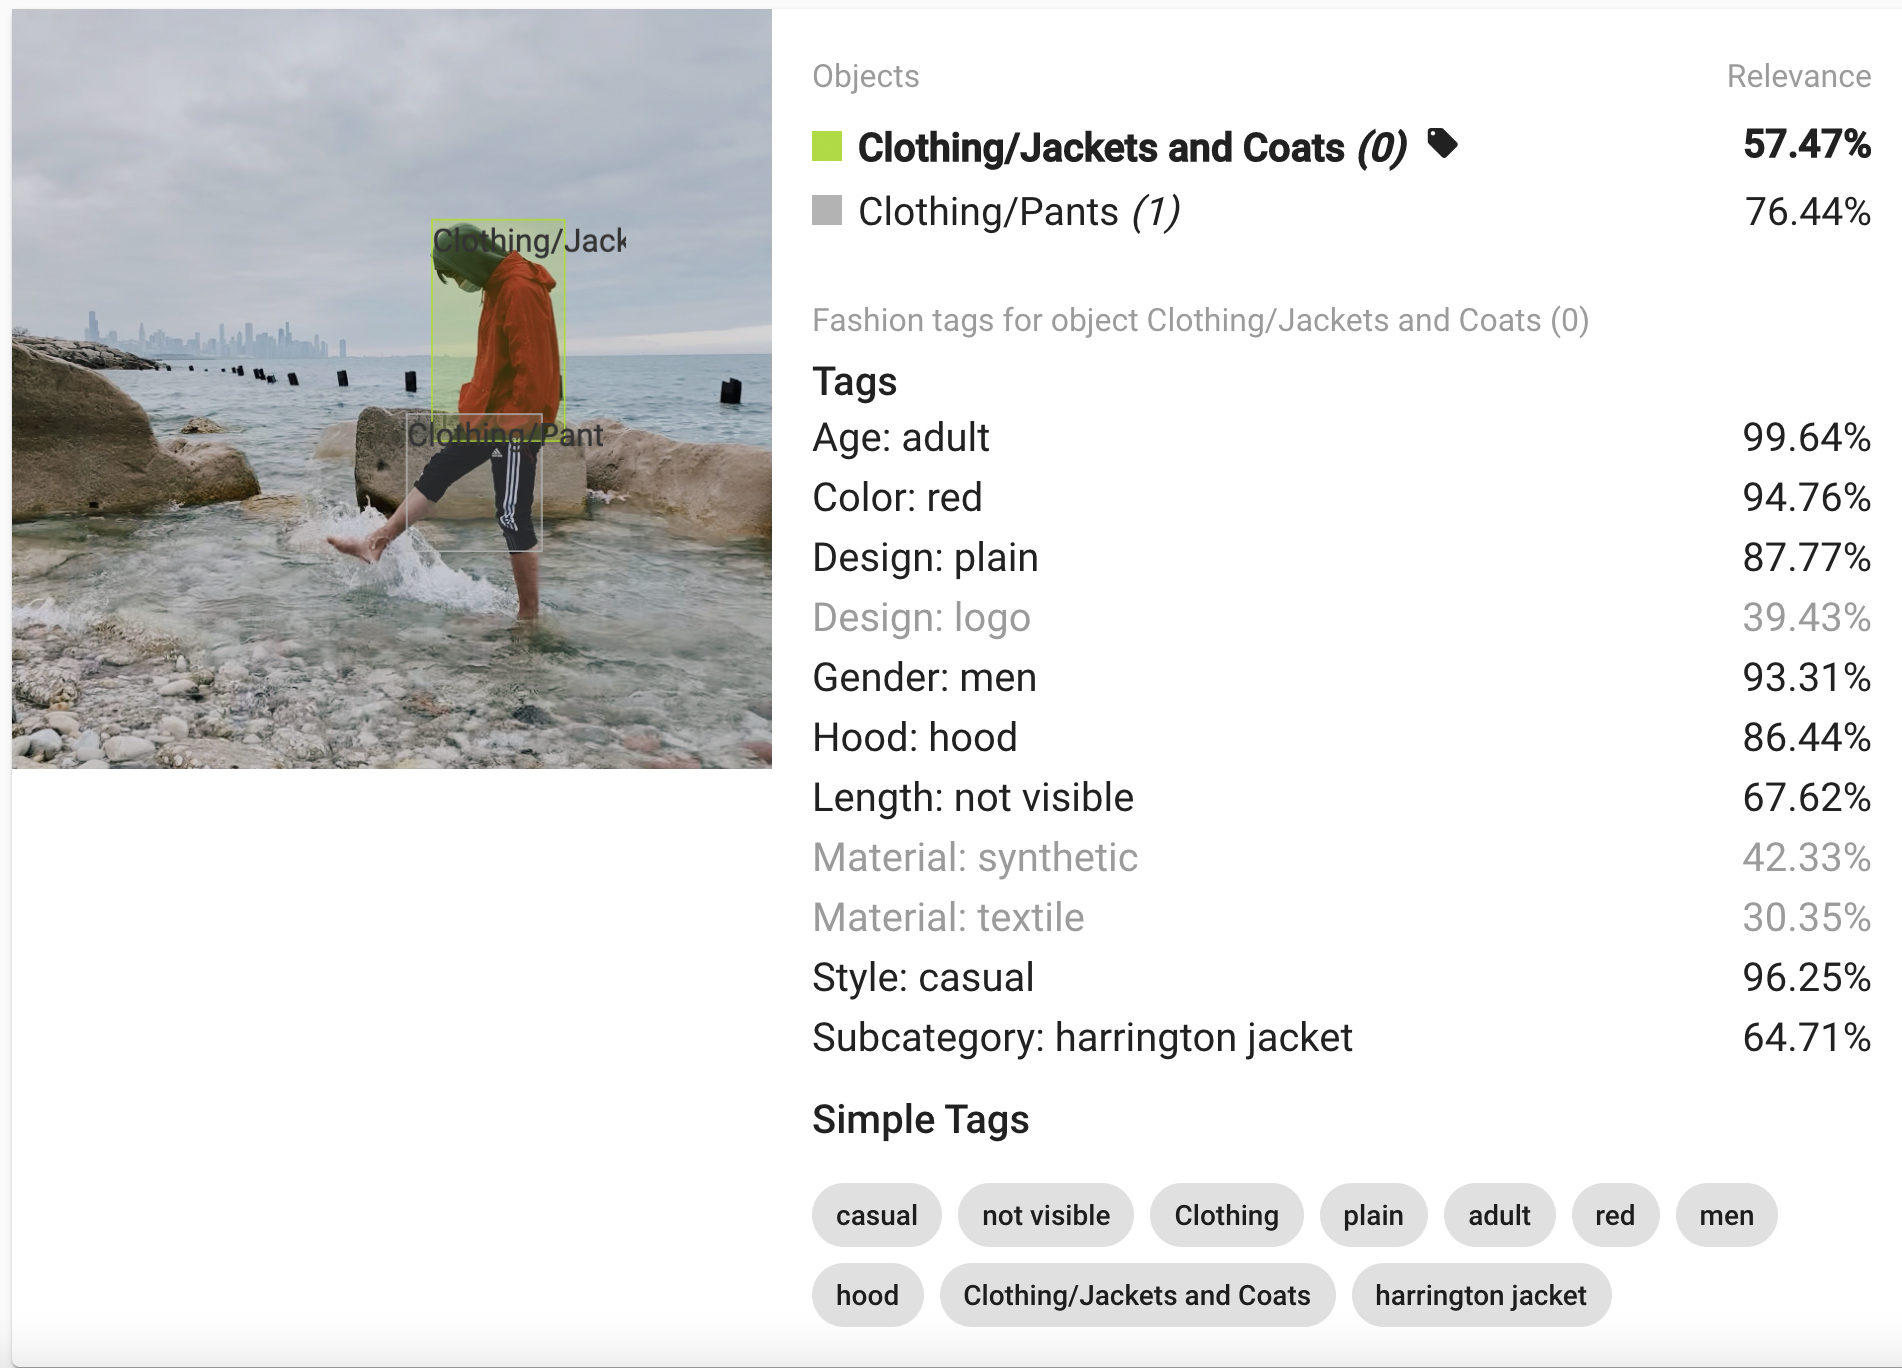 Objects Relevance
Clothing/Jackets and Coats (0) 57.47%
Clothing/Pants (1) 76.44%
Clothing/Jack
Clothing/Pant
Fashion tags for object Clothing/Jackets and Coats (0)
Tags
Age: adult 99.64%
Color: red 94.76%
Design: plain 87.77%
Design: logo 39.43%
Gender: men 93.31%
Hood: hood 86.44%
Length: not visible 67.62%
Material: synthetic 42.33%
Material: textile 30.35%
Style: casual 96.25%
Subcategory: harrington jacket 64.71%
Simple Tags
casual not visible Clothing plain adult red men
hood Clothing/Jackets and Coats harrington jacket